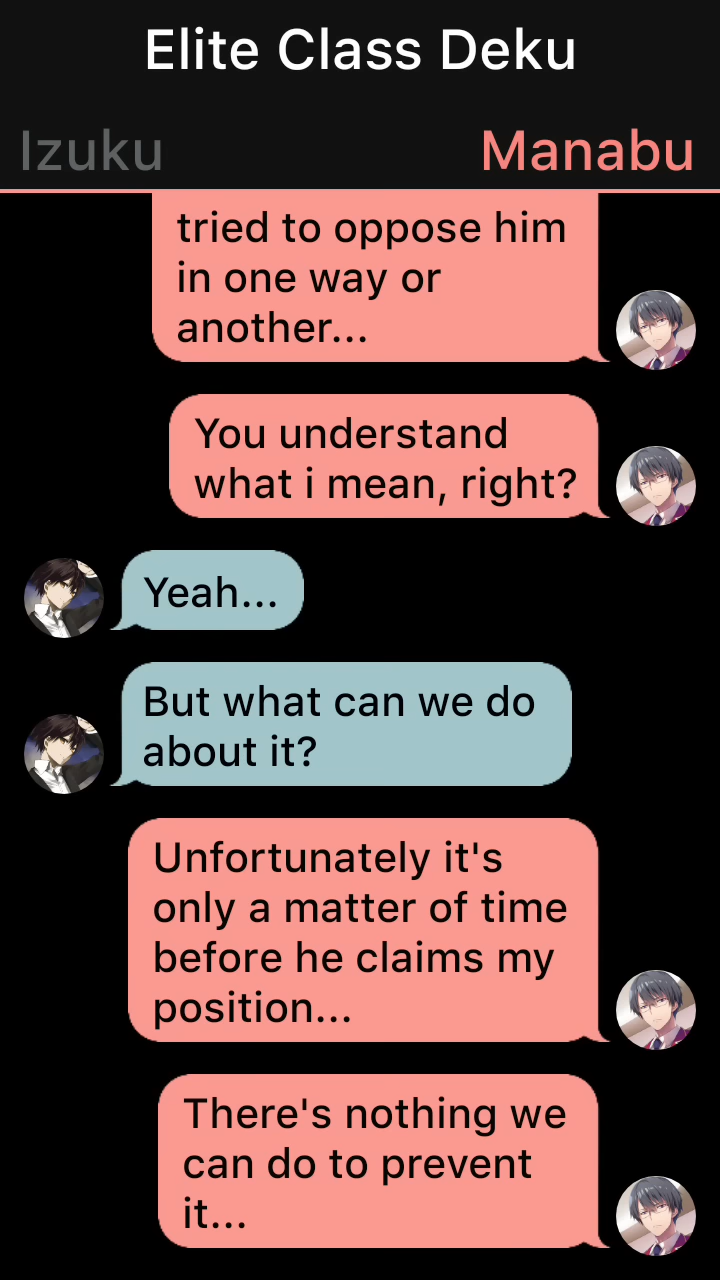 Elite Class Deku
Izuku
Manabu
tried to oppose him
in one way or
another...
You understand
what i mean, right?
Yeah...
But what can we do
about it?
Unfortunately it's
only a matter of time
before he claims my
position...
There's nothing we
can do to prevent
it...